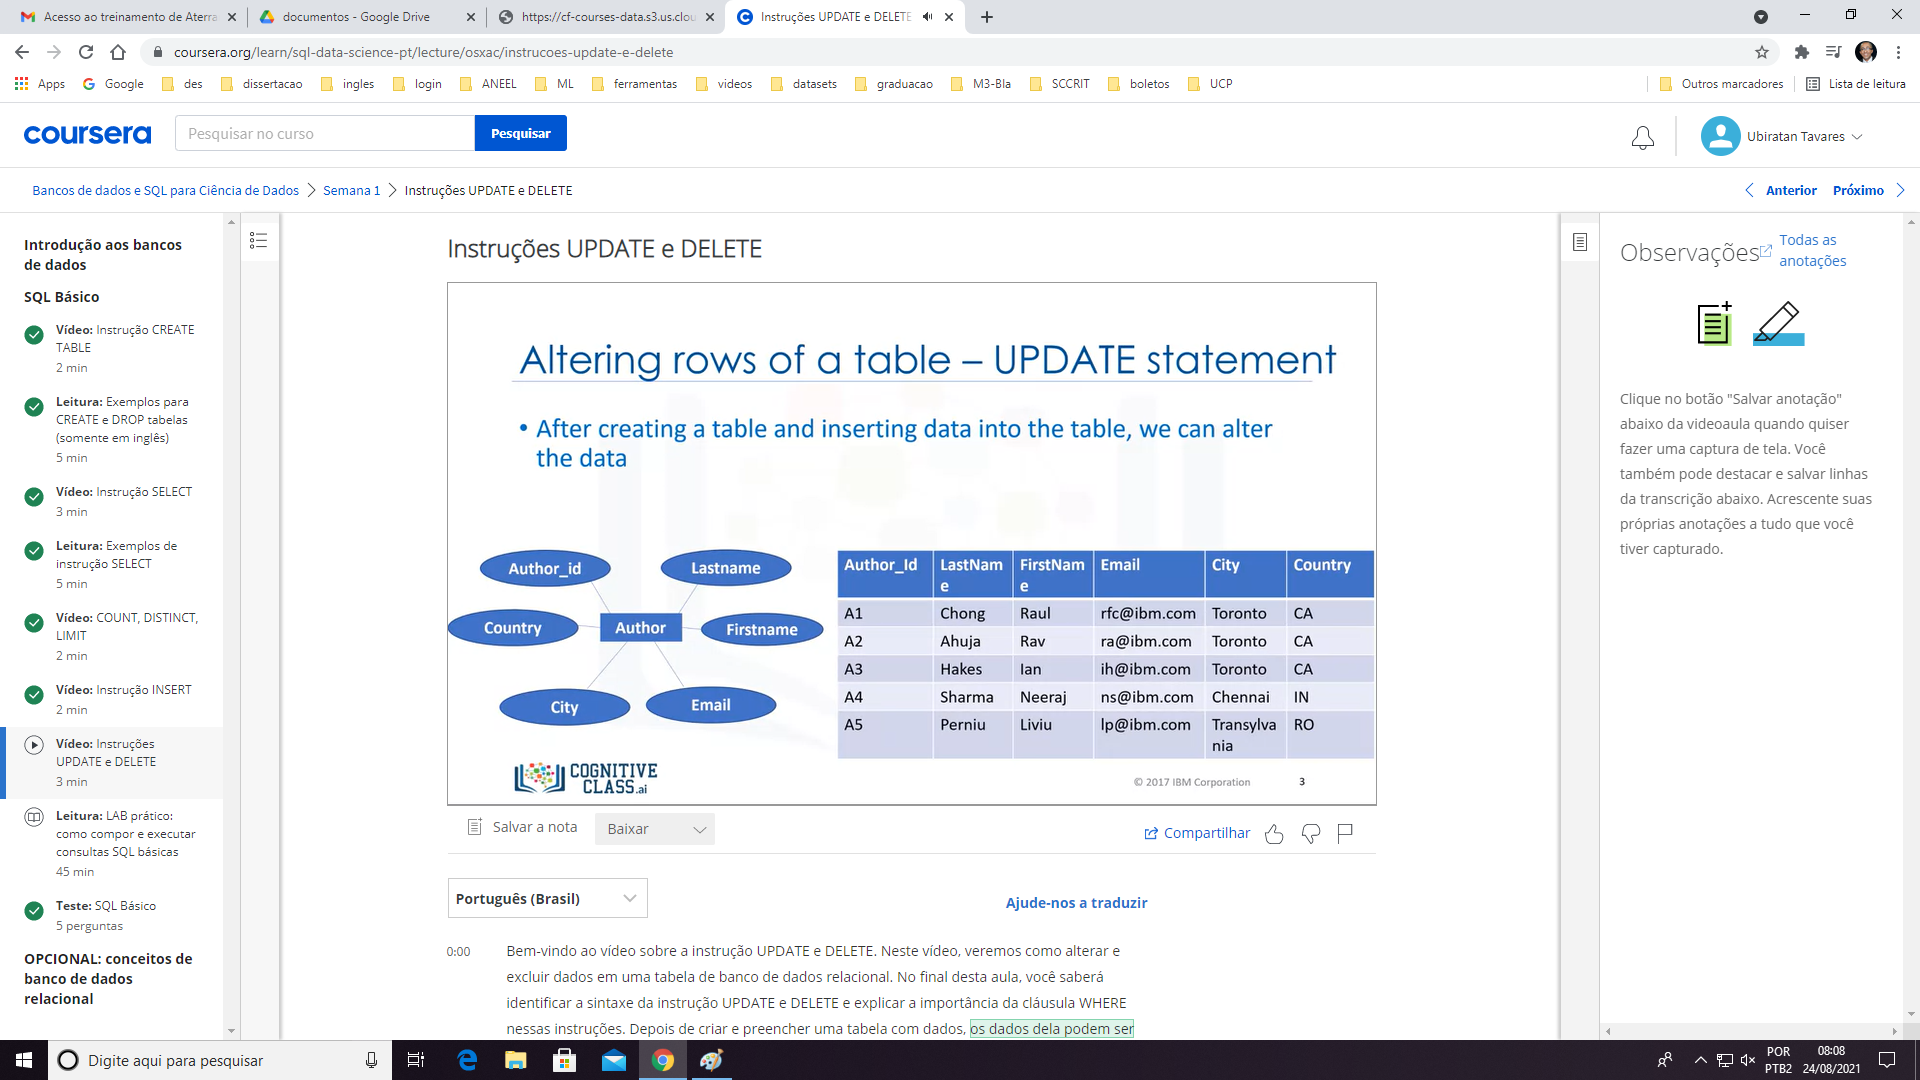 Acesso ao treinamento de Aterra
documentos - Google Drive
https://cf-courses-data.s3.us.clou
Instruções UPDATE e DELETE
coursera.org/learn/sql-data-science-pt/lecture/osxac/instrucoes-update-e-delete
Apps
Google
des
dissertacao
ingles
login
ANEEL
ML
ferramentas
videos
datasets
graduacao
M3-BIa
SCCRIT
boletos
UCP
Outros marcadores
Lista de leitura
coursera
Pesquisar no curso
Pesquisar
Ubiratan Tavares
Bancos de dados e SQL para Ciência de Dados
Semana 1
Instruções UPDATE e DELETE
Anterior
Próximo
Introdução aos bancos
de dados
SQL Básico
Vídeo: Instrução CREATE
TABLE
2 min
Leitura: Exemplos para
CREATE e DROP tabelas
(somente em inglês)
5 min
Vídeo: Instrução SELECT
3 min
Leitura: Exemplos de
instrução SELECT
5 min
Vídeo: COUNT, DISTINCT,
LIMIT
2 min
Vídeo: Instrução INSERT
2 min
Vídeo: Instruções
UPDATE e DELETE
3 min
Leitura: LAB prático:
como compor e executar
consultas SQL básicas
45 min
Teste: SQL Básico
5 perguntas
OPCIONAL: conceitos de
banco de dados
relacional
Instruções UPDATE e DELETE
Altering rows of a table – UPDATE statement
• After creating a table and inserting data into the table, we can alter
the data
Author_id
Lastname
Country
Author
Firstname
City
Email
Author_Id LastNam FirstNam Email City Country
e e
A1 Chong Raul rfc@ibm.com Toronto CA
A2 Ahuja Rav ra@ibm.com Toronto CA
A3 Hakes Ian ih@ibm.com Toronto CA
A4 Sharma Neeraj ns@ibm.com Chennai IN
A5 Perniu Liviu lp@ibm.com Transylva RO
nia
COGNITIVE
CLASS.ai
© 2017 IBM Corporation
3
Salvar a nota
Baixar
Compartilhar
Português (Brasil)
Ajude-nos a traduzir
0:00
Bem-vindo ao vídeo sobre a instrução UPDATE e DELETE. Neste vídeo, veremos como alterar e
excluir dados em uma tabela de banco de dados relacional. No final desta aula, você saberá
identificar a sintaxe da instrução UPDATE e DELETE e explicar a importância da cláusula WHERE
nessas instruções. Depois de criar e preencher uma tabela com dados, os dados dela podem ser
Observações
Todas as
anotações
Clique no botão "Salvar anotação"
abaixo da videoaula quando quiser
fazer uma captura de tela. Você
também pode destacar e salvar linhas
da transcrição abaixo. Acrescente suas
próprias anotações a tudo que você
tiver capturado.
Digite aqui para pesquisar
POR
PTB2
08:08
24/08/2021